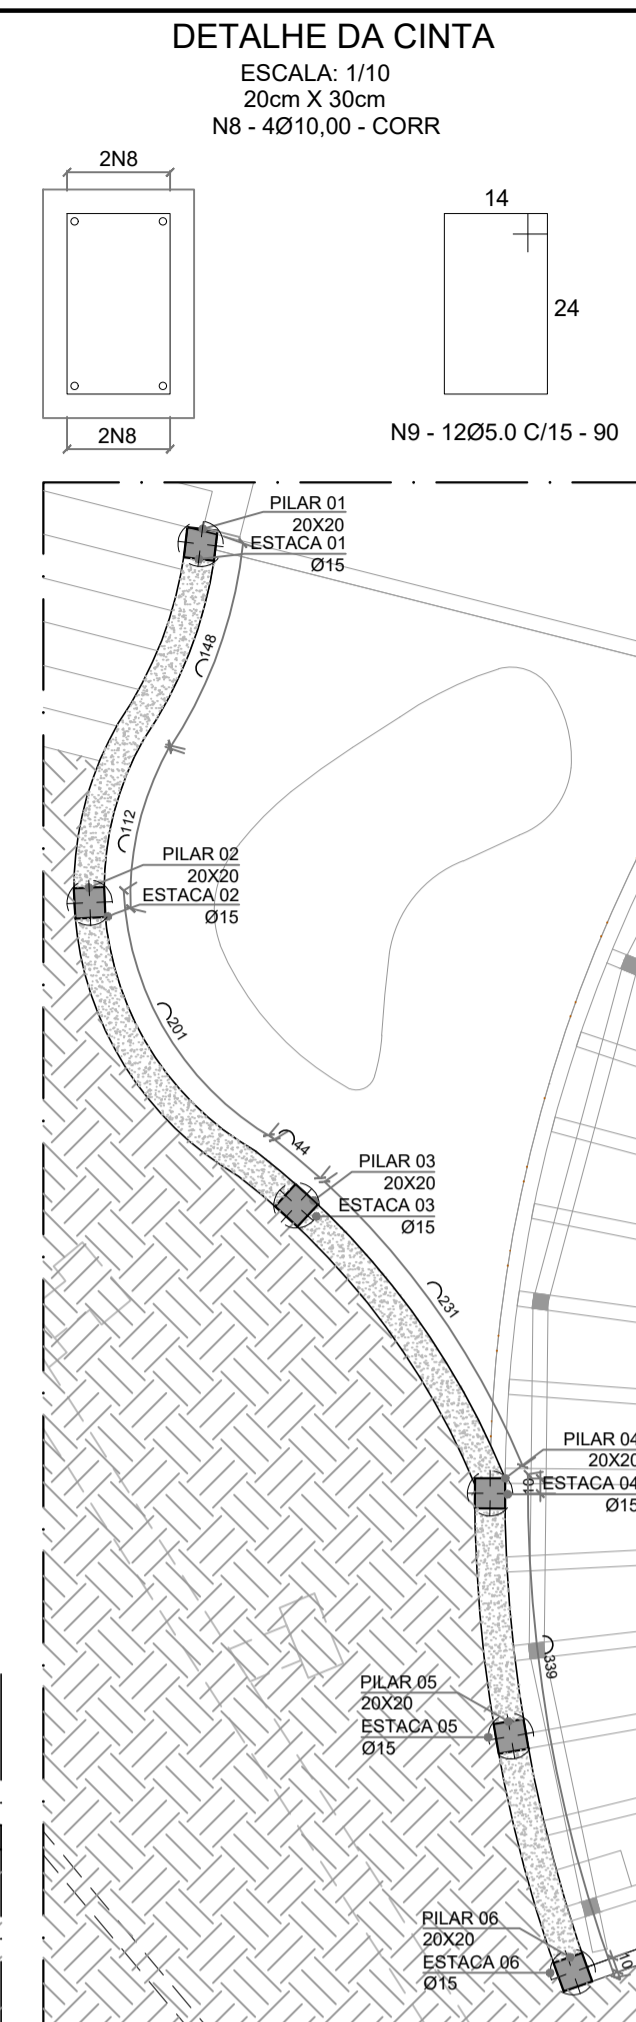 DETALHE DA CINTA
ESCALA: 1/10
20cm X 30cm
N8 - 4Ø10,00 - CORR
2N8
14
24
2N8
N9 - 12Ø5.0 C/15 - 90
PILAR 01
20X20
ESTACA 01
Ø15
148
112
PILAR 02
20X20
ESTACA 02
Ø15
201
44
PILAR 03
20X20
ESTACA 03
Ø15
231
PILAR 04
20X20
10
ESTACA 04
Ø15
339
PILAR 05
20X20
ESTACA 05
Ø15
PILAR 06
20X20
ESTACA 06
Ø15
10